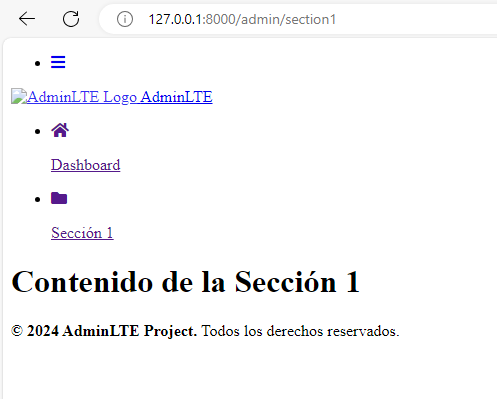 127.0.0.1:8000/admin/section1
AdminLTE Logo AdminLTE
Dashboard
Sección 1
Contenido de la Sección 1
© 2024 AdminLTE Project. Todos los derechos reservados.